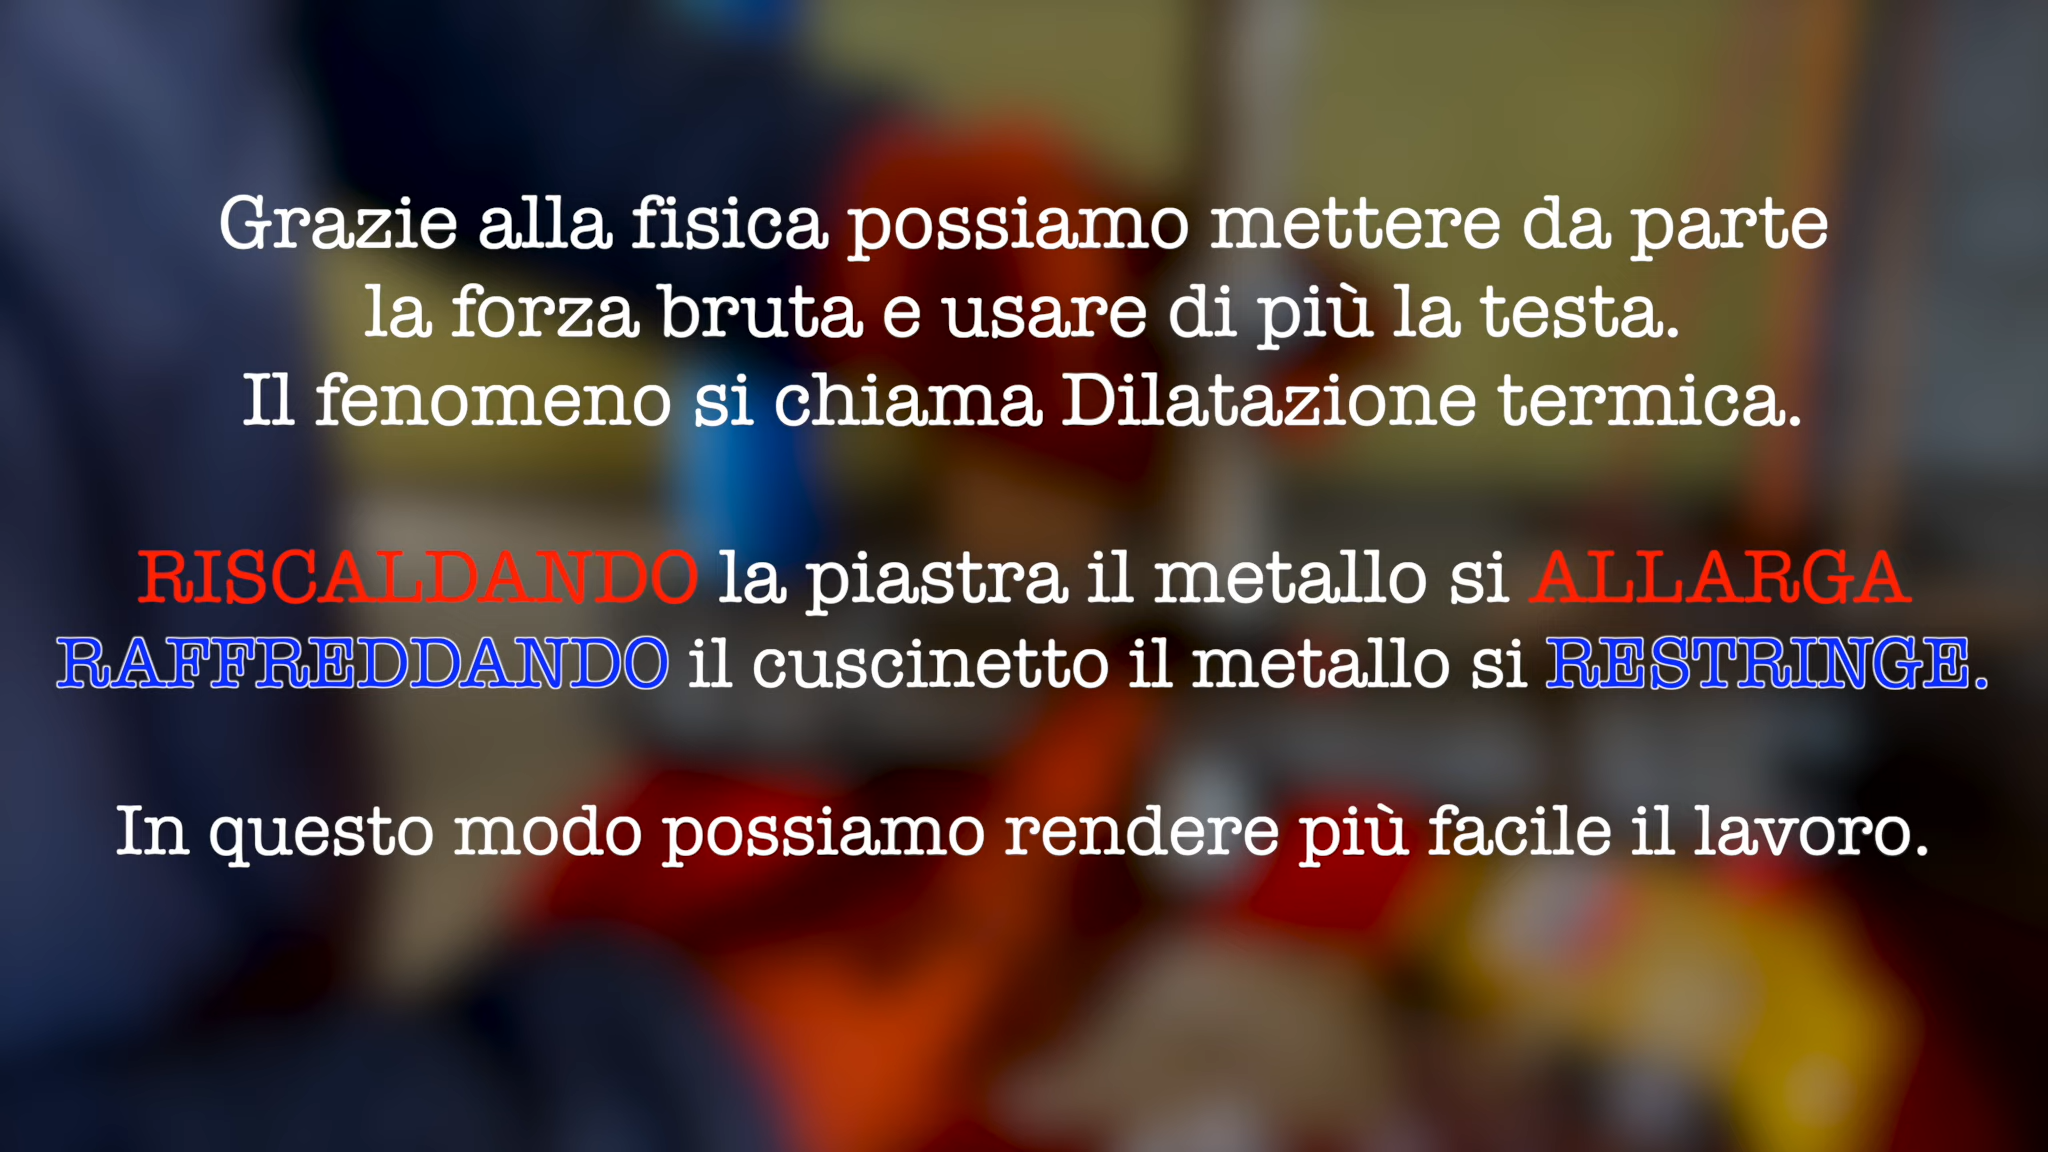 Grazie alla fisica possiamo mettere da parte
la forza bruta e usare di più la testa.
Il fenomeno si chiama Dilatazione termica.
RISCALDANDO la piastra il metallo si ALLARGA
RAFFREDDANDO il cuscinetto il metallo si RESTRINGE.
In questo modo possiamo rendere più facile il lavoro.